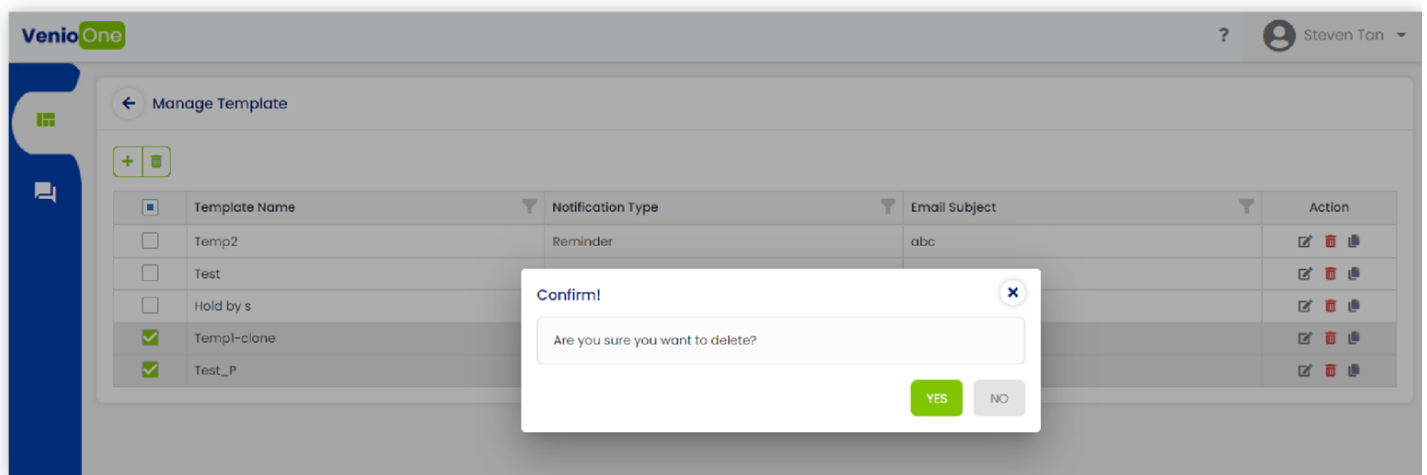 VenioOne ? Steven Tan
Manage Template
Template Name Notification Type Email Subject Action
Temp2 Reminder abc
Test
Hold by s
Temp1-clone
Test_P
Confirm!
Are you sure you want to delete?
YES NO